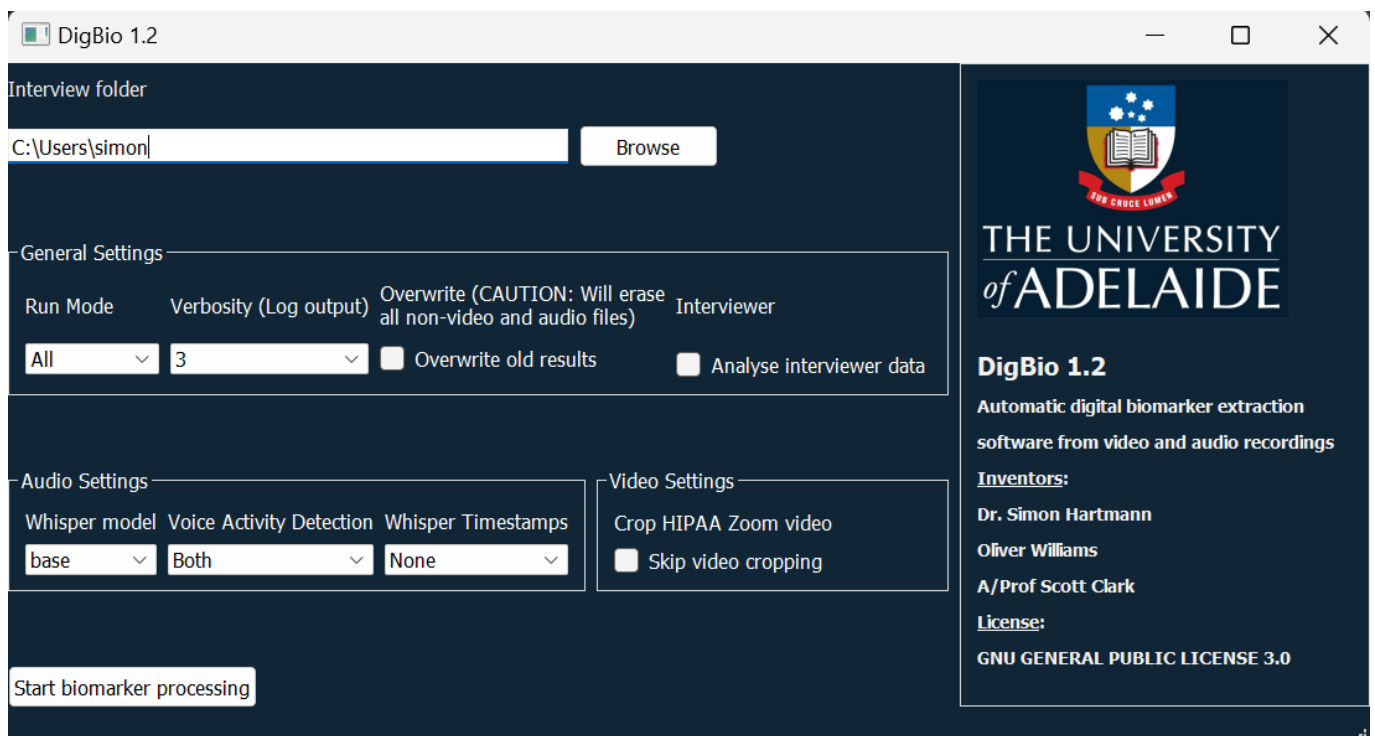 DigBio 1.2
Interview folder
C:\Users\simon
Browse
General Settings
Run Mode
Verbosity (Log output)
Overwrite (CAUTION: Will erase
all non-video and audio files)
Interviewer
All
3
Overwrite old results
Analyse interviewer data
Audio Settings
Whisper model
Voice Activity Detection
Whisper Timestamps
base
Both
None
Video Settings
Crop HIPAA Zoom video
Skip video cropping
Start biomarker processing
SUB CRUCE LUMEN
THE UNIVERSITY
of ADELAIDE
DigBio 1.2
Automatic digital biomarker extraction
software from video and audio recordings
Inventors:
Dr. Simon Hartmann
Oliver Williams
A/Prof Scott Clark
License:
GNU GENERAL PUBLIC LICENSE 3.0